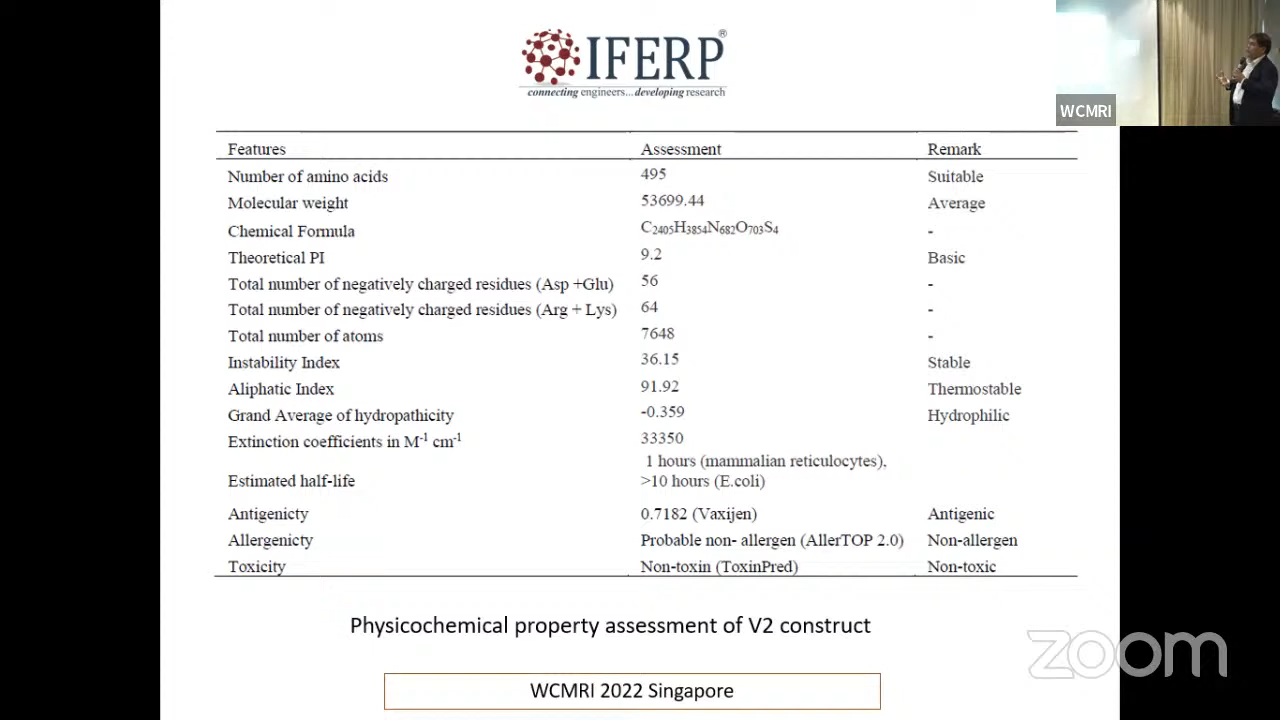 IFERP®
connecting engineers...developing research
WCMRI
Features Assessment Remark
Number of amino acids 495 Suitable
Molecular weight 53699.44 Average
Chemical Formula C₂₄₀₅H₃₈₅₄N₆₈₂O₇₀₃S₄ -
Theoretical PI 9.2 Basic
Total number of negatively charged residues (Asp +Glu) 56 -
Total number of negatively charged residues (Arg + Lys) 64 -
Total number of atoms 7648 -
Instability Index 36.15 Stable
Aliphatic Index 91.92 Thermostable
Grand Average of hydropathicity -0.359 Hydrophilic
Extinction coefficients in M⁻¹ cm⁻¹ 33350
1 hours (mammalian reticulocytes),
Estimated half-life >10 hours (E.coli)
Antigenicty 0.7182 (Vaxijen) Antigenic
Allergenicty Probable non- allergen (AllerTOP 2.0) Non-allergen
Toxicity Non-toxin (ToxinPred) Non-toxic
Physicochemical property assessment of V2 construct
zoom
WCMRI 2022 Singapore